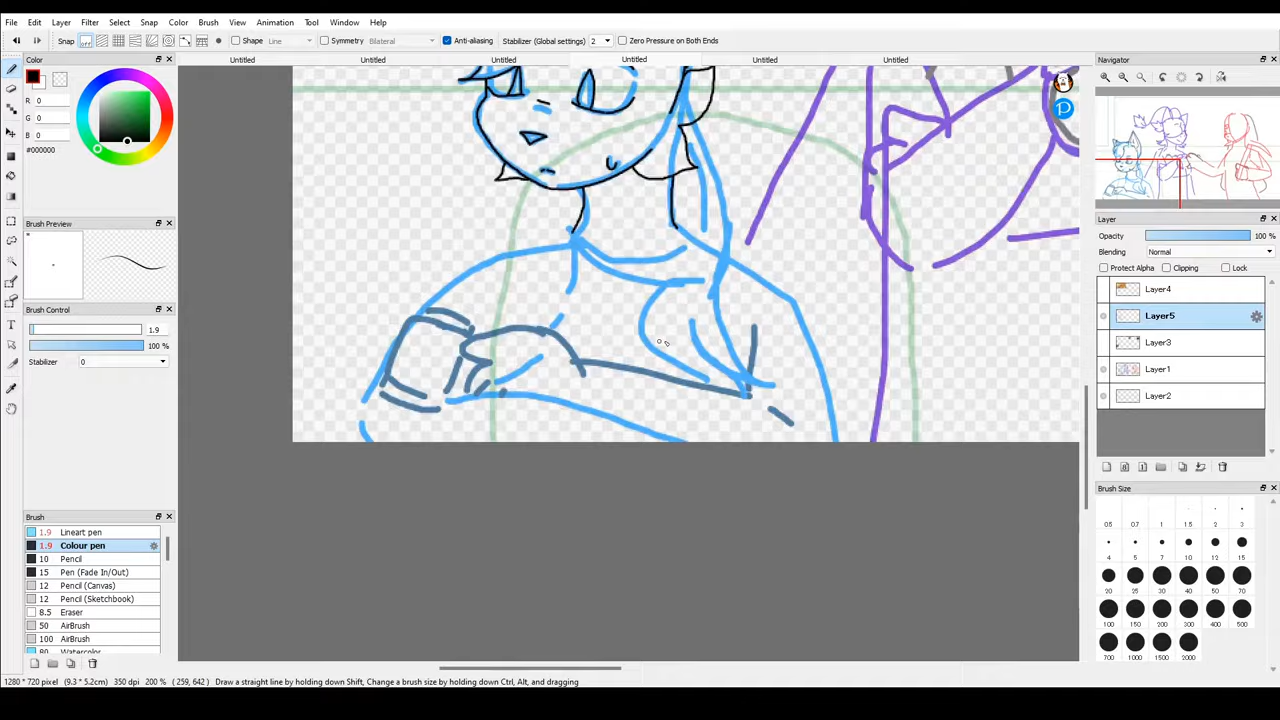 File Edit Layer Filter Select Snap Color Brush View Animation Tool Window Help
Snap Shape Line Symmetry Bilateral Anti-aliasing Stabilizer (Global settings) 2 Zero Pressure on Both Ends
Color
Untitled Untitled Untitled Untitled Untitled Untitled
Navigator
R 0
G 0
B 0
#000000
Brush Preview
Brush Control
1.9
100 %
Stabilizer 0
Layer
Opacity 100 %
Blending Normal
Protect Alpha Clipping Lock
Layer4
Layer5
Layer3
Layer1
Layer2
Brush
1.9 Lineart pen
1.9 Colour pen
10 Pencil
15 Pen (Fade In/Out)
12 Pencil (Canvas)
12 Pencil (Sketchbook)
8.5 Eraser
50 AirBrush
100 AirBrush
80 Watercolor
Brush Size
0.5 0.7 1 1.5 2 3
4 5 7 10 12 15
20 25 30 40 50 70
100 150 200 300 400 500
700 1000 1500 2000
1280 * 720 pixel (9.3 * 5.2cm) 350 dpi 200 % ( 259, 642 ) Draw a straight line by holding down Shift, Change a brush size by holding down Ctrl, Alt, and dragging